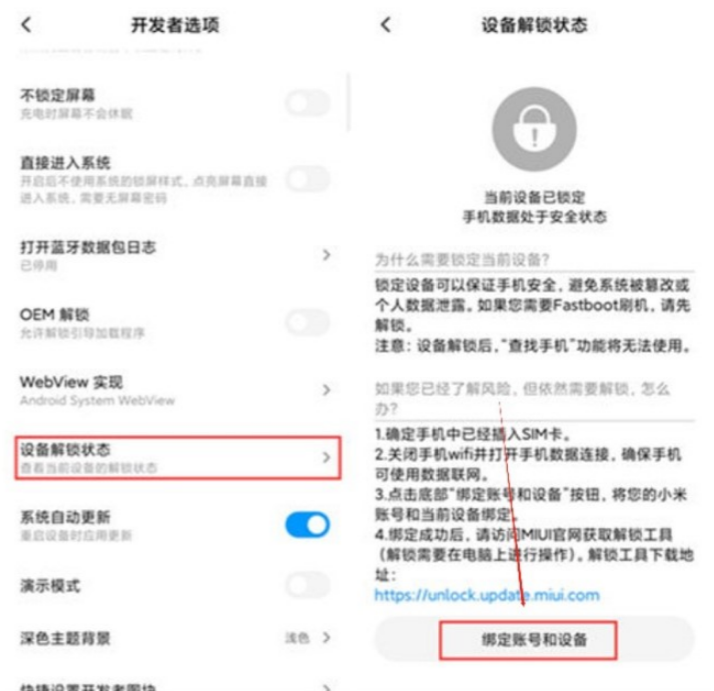 开发者选项
不锁定屏幕
充电时屏幕不会休眠
直接进入系统
开启后不使用系统的锁屏样式，点亮屏幕直接
进入系统，需要无屏幕密码
打开蓝牙数据包日志
已停用
OEM 解锁
允许解锁引导加载程序
WebView 实现
Android System WebView
设备解锁状态
查看当前设备的解锁状态
系统自动更新
重启设备时应用更新
演示模式
深色主题背景
浅色
快捷设置开发者图块
设备解锁状态
当前设备已锁定
手机数据处于安全状态
为什么需要锁定当前设备?
锁定设备可以保证手机安全，避免系统被篡改或
个人数据泄露。如果您需要Fastboot刷机，请先
解锁。
注意：设备解锁后，"查找手机"功能将无法使用。
如果您已经了解风险，但依然需要解锁，怎么
办?
1.确定手机中已经插入SIM卡。
2.关闭手机wifi并打开手机数据连接，确保手机
可使用数据联网。
3.点击底部"绑定账号和设备"按钮，将您的小米
账号和当前设备绑定。
4.绑定成功后，请访问MIUI官网获取解锁工具
（解锁需要在电脑上进行操作）。解锁工具下载地
址：
https://unlock.update.miui.com
绑定账号和设备